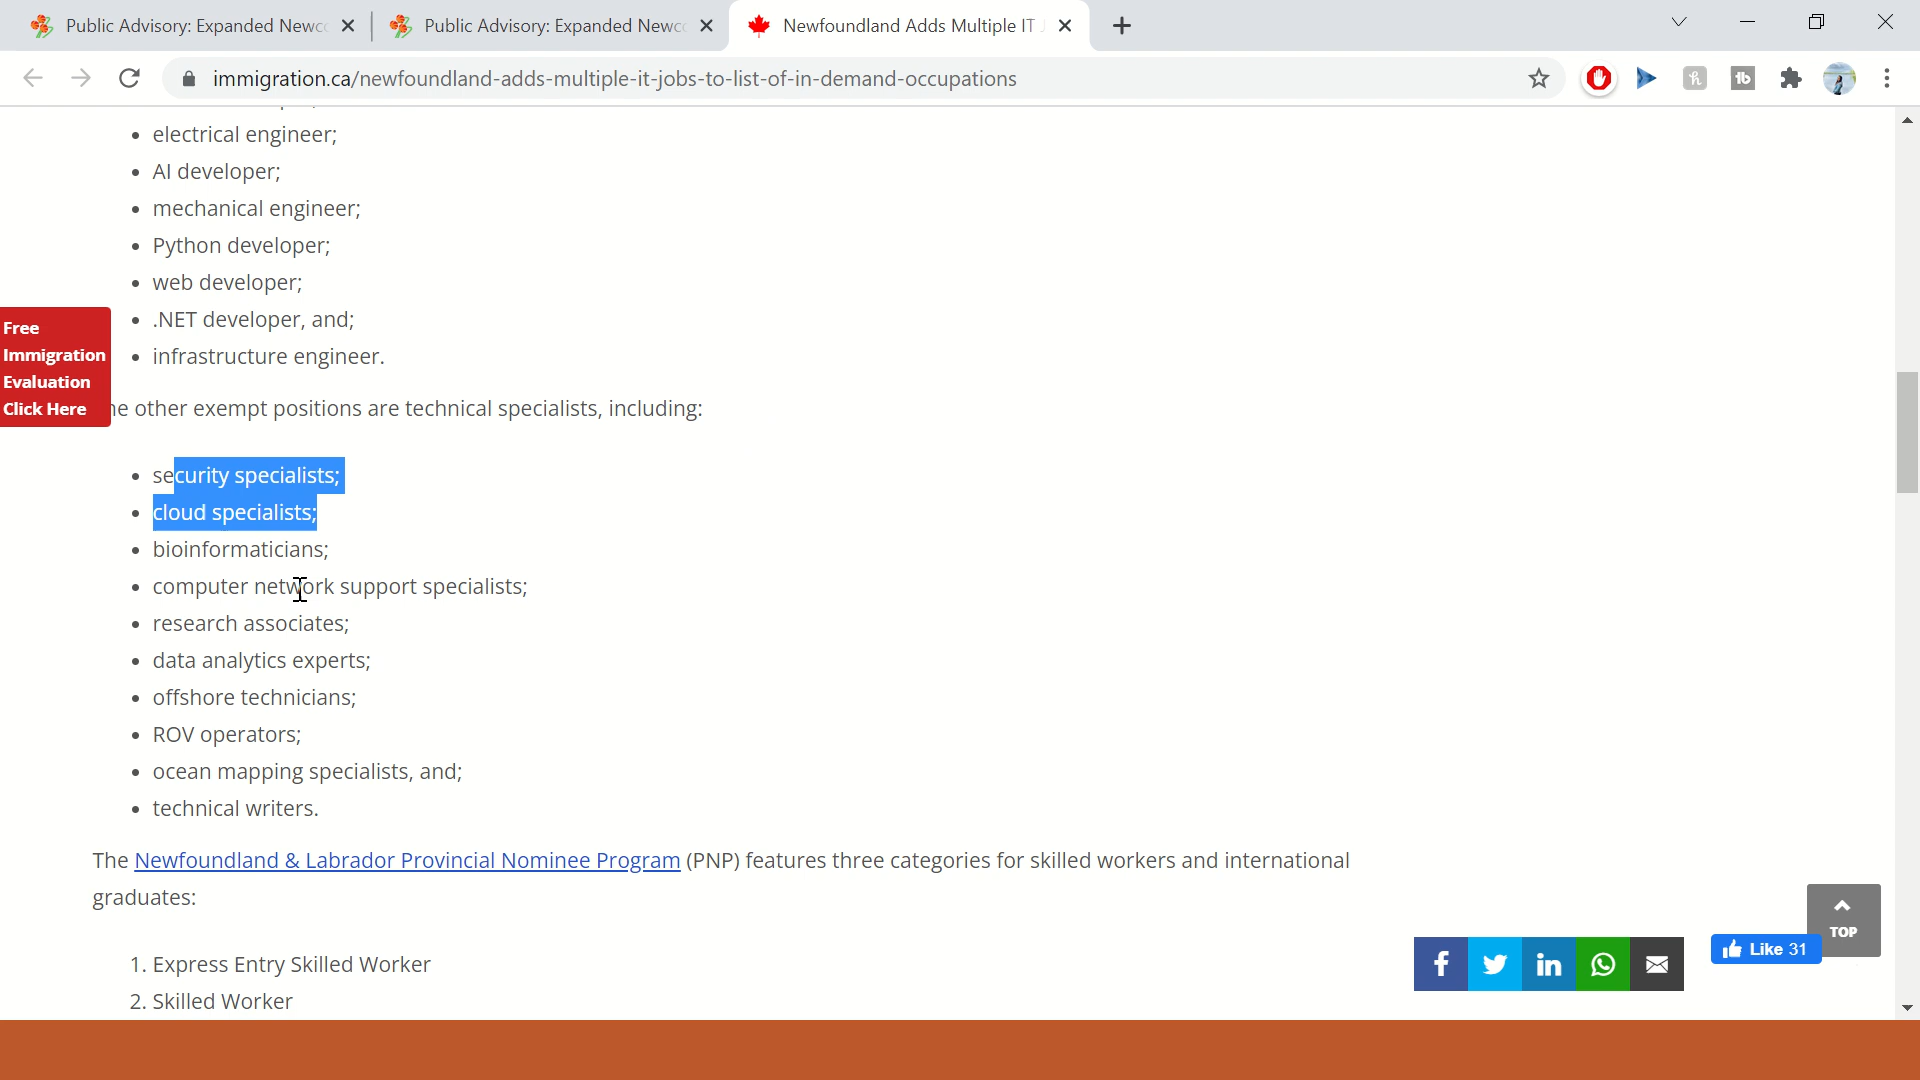 Public Advisory: Expanded Newco
Public Advisory: Expanded Newco
Newfoundland Adds Multiple IT J
immigration.ca/newfoundland-adds-multiple-it-jobs-to-list-of-in-demand-occupations
• electrical engineer;
• AI developer;
• mechanical engineer;
• Python developer;
• web developer;
• .NET developer, and;
• infrastructure engineer.
Free
Immigration
Evaluation
Click Here
he other exempt positions are technical specialists, including:
• security specialists;
• cloud specialists;
• bioinformaticians;
• computer network support specialists;
• research associates;
• data analytics experts;
• offshore technicians;
• ROV operators;
• ocean mapping specialists, and;
• technical writers.
The Newfoundland & Labrador Provincial Nominee Program (PNP) features three categories for skilled workers and international
graduates:
1. Express Entry Skilled Worker
2. Skilled Worker
TOP
Like 31